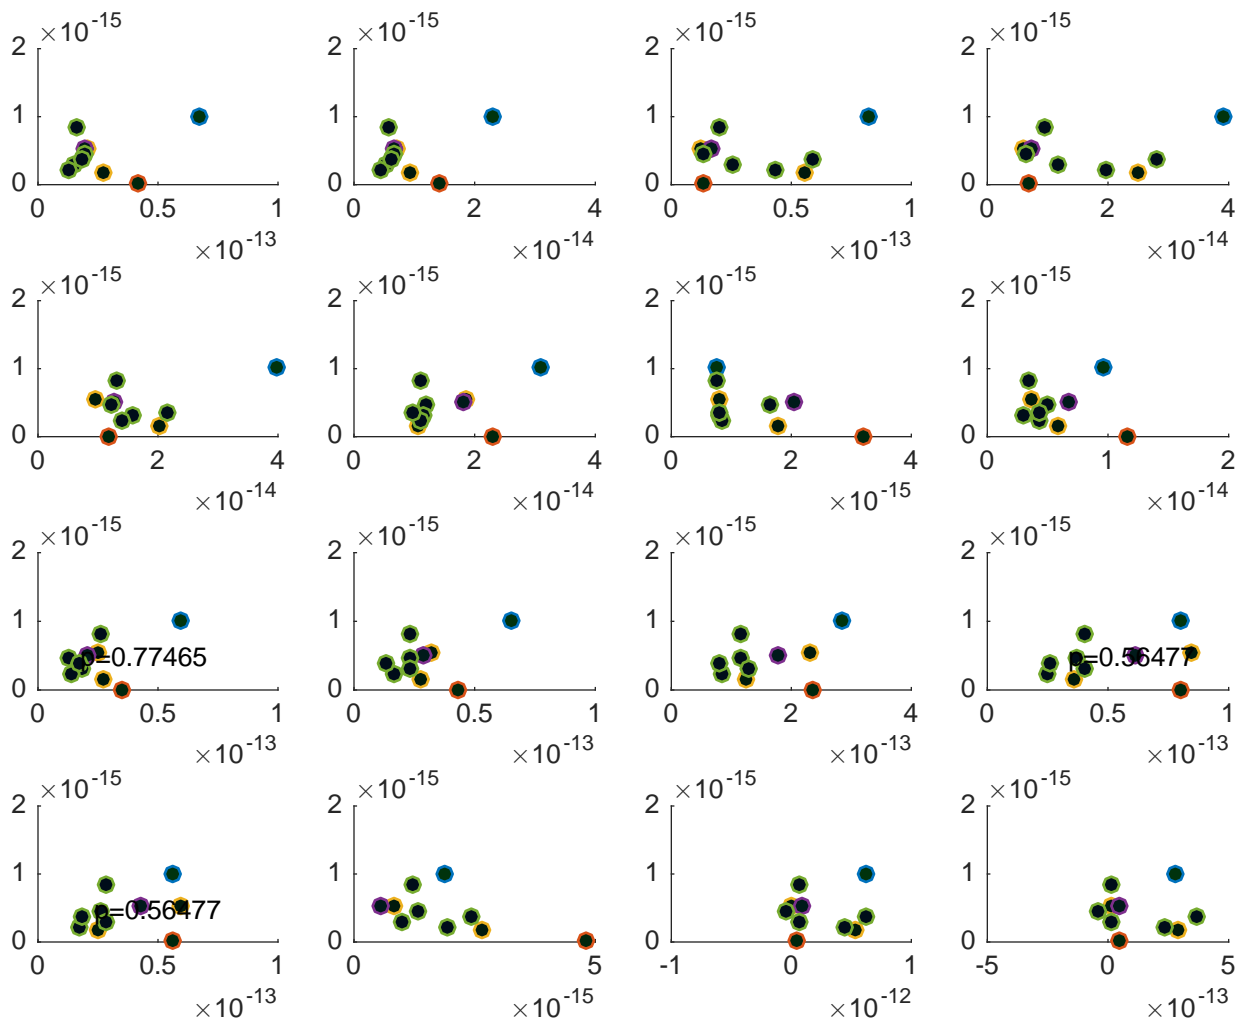 ×10-15 ×10-15 ×10-15 ×10-15
2 2 2 2
1 1 1 1
0 0 0 0
0 0.5 1 0 2 4 0 0.5 1 0 2 4
×10-13 ×10-14 ×10-13 ×10-14
×10-15 ×10-15 ×10-15 ×10-15
2 2 2 2
1 1 1 1
0 0 0 0
0 2 4 0 2 4 0 2 4 0 1 2
×10-14 ×10-14 ×10-15 ×10-14
×10-15 ×10-15 ×10-15 ×10-15
2 2 2 2
1 1 1 1
p=0.77465 p=0.56477
0 0 0 0
0 0.5 1 0 0.5 1 0 2 4 0 0.5 1
×10-13 ×10-13 ×10-13 ×10-13
×10-15 ×10-15 ×10-15 ×10-15
2 2 2 2
1 1 1 1
p=0.56477
0 0 0 0
0 0.5 1 0 5 -1 0 1 -5 0 5
×10-13 ×10-15 ×10-12 ×10-13